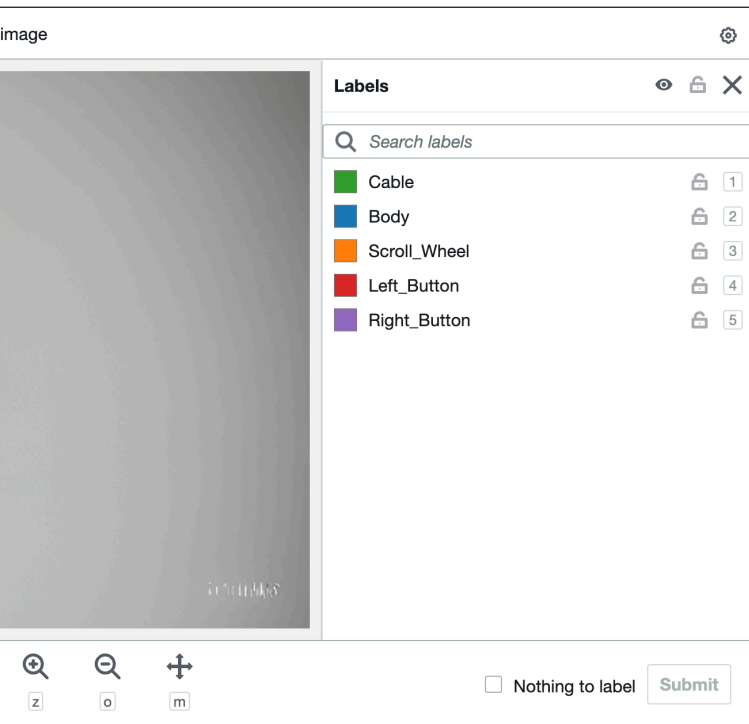 image
Labels
Search labels
Cable
1
Body
2
Scroll_Wheel
3
Left_Button
4
Right_Button
5
z
o
m
Nothing to label
Submit